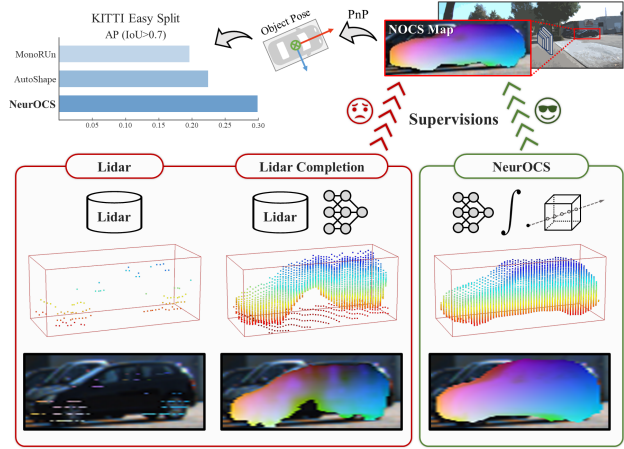 KITTI Easy Split
AP (IoU>0.7)
MonoRUn
AutoShape
NeurOCS
0.05
0.10
0.15
0.20
0.25
0.30
Object Pose
PnP
NOCS Map
Supervisions
Lidar
Lidar Completion
NeurOCS
Lidar
Lidar